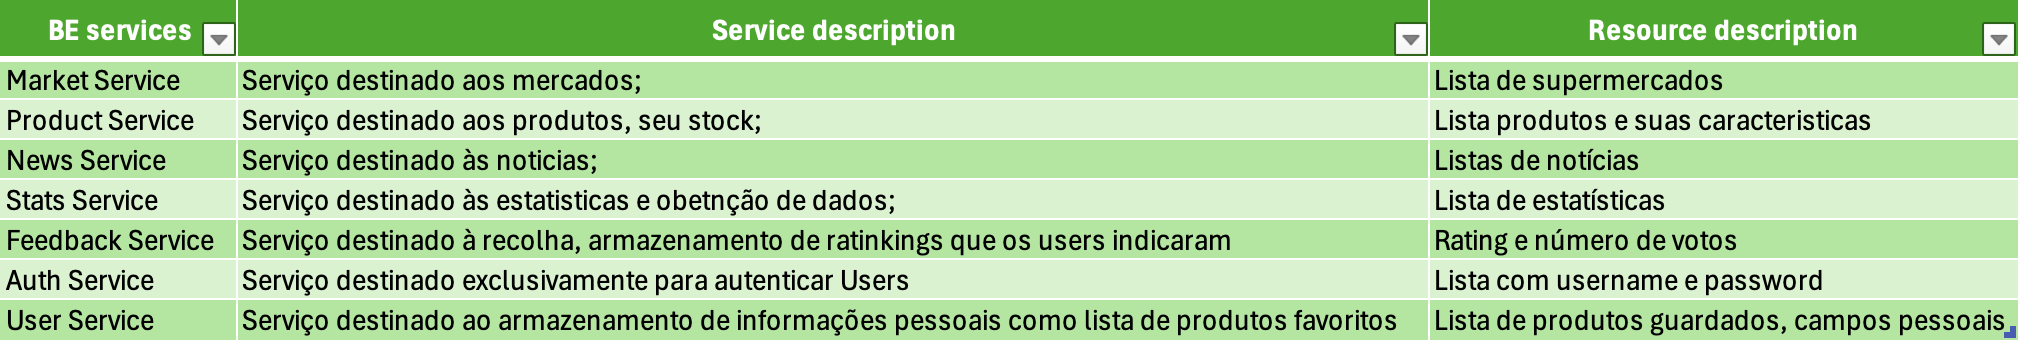 BE services Service description Resource description
Market Service Serviço destinado aos mercados; Lista de supermercados
Product Service Serviço destinado aos produtos, seu stock; Lista produtos e suas caracteristicas
News Service Serviço destinado às noticias; Listas de notícias
Stats Service Serviço destinado às estatisticas e obetnção de dados; Lista de estatísticas
Feedback Service Serviço destinado à recolha, armazenamento de ratinkings que os users indicaram Rating e número de votos
Auth Service Serviço destinado exclusivamente para autenticar Users Lista com username e password
User Service Serviço destinado ao armazenamento de informações pessoais como lista de produtos favoritos Lista de produtos guardados, campos pessoais